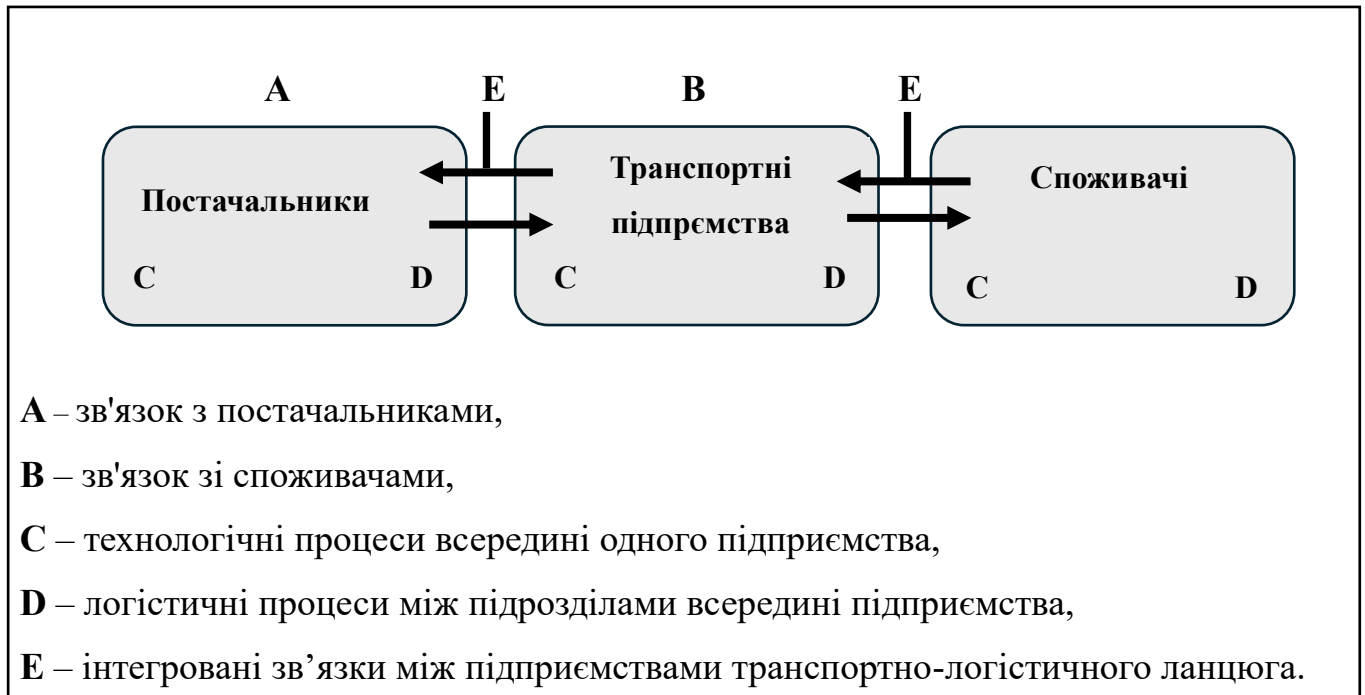 A E B E
Постачальники
Транспортні
підпрємства
Споживачі
C D C D C D
A – зв'язок з постачальниками,
B – зв'язок зі споживачами,
C – технологічні процеси всередині одного підприємства,
D – логістичні процеси між підрозділами всередині підприємства,
E – інтегровані зв’язки між підприємствами транспортно-логістичного ланцюга.